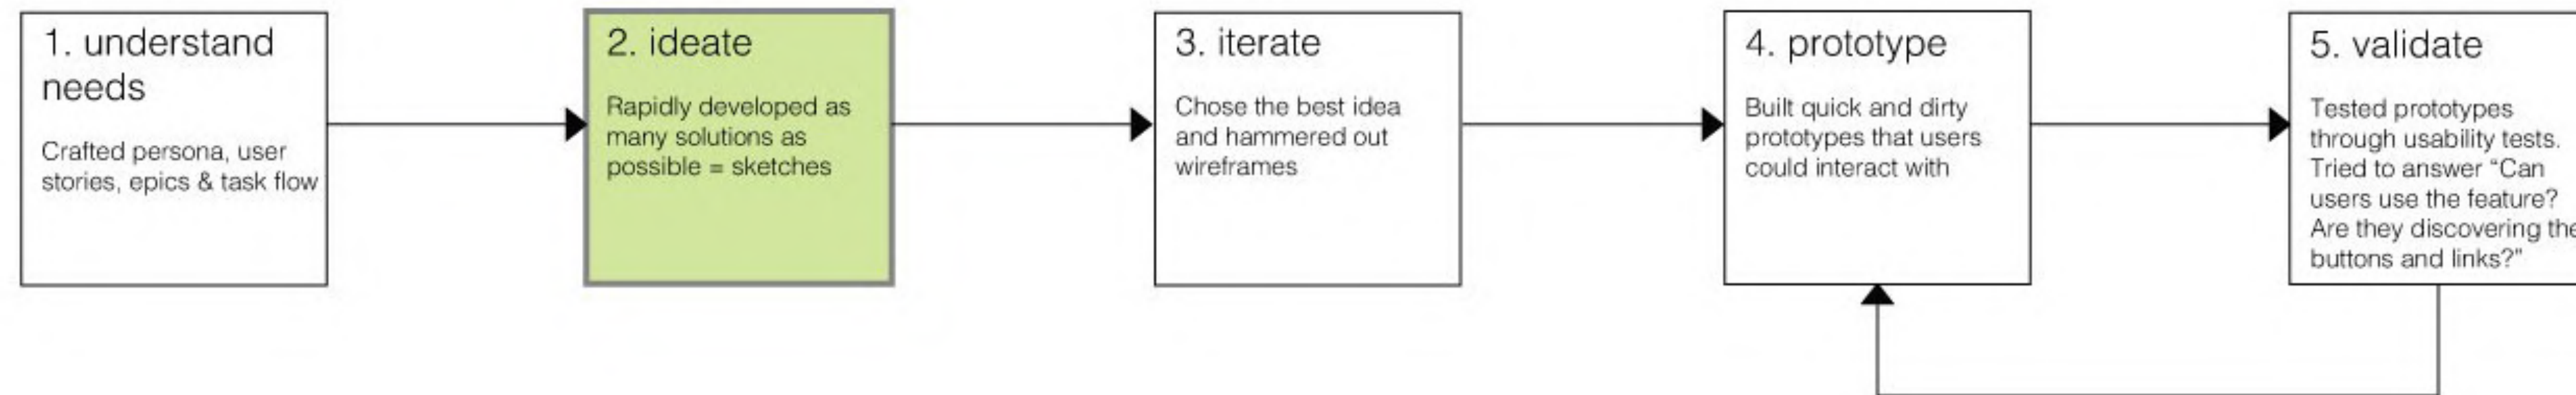 1. understand
needs
Crafted persona, user
stories, epics & task flow
2. ideate
Rapidly developed as
many solutions as
possible = sketches
3. iterate
Chose the best idea
and hammered out
wireframes
4. prototype
Built quick and dirty
prototypes that users
could interact with
5. validate
Tested prototypes
through usability tests.
Tried to answer “Can
users use the feature?
Are they discovering the
buttons and links?”